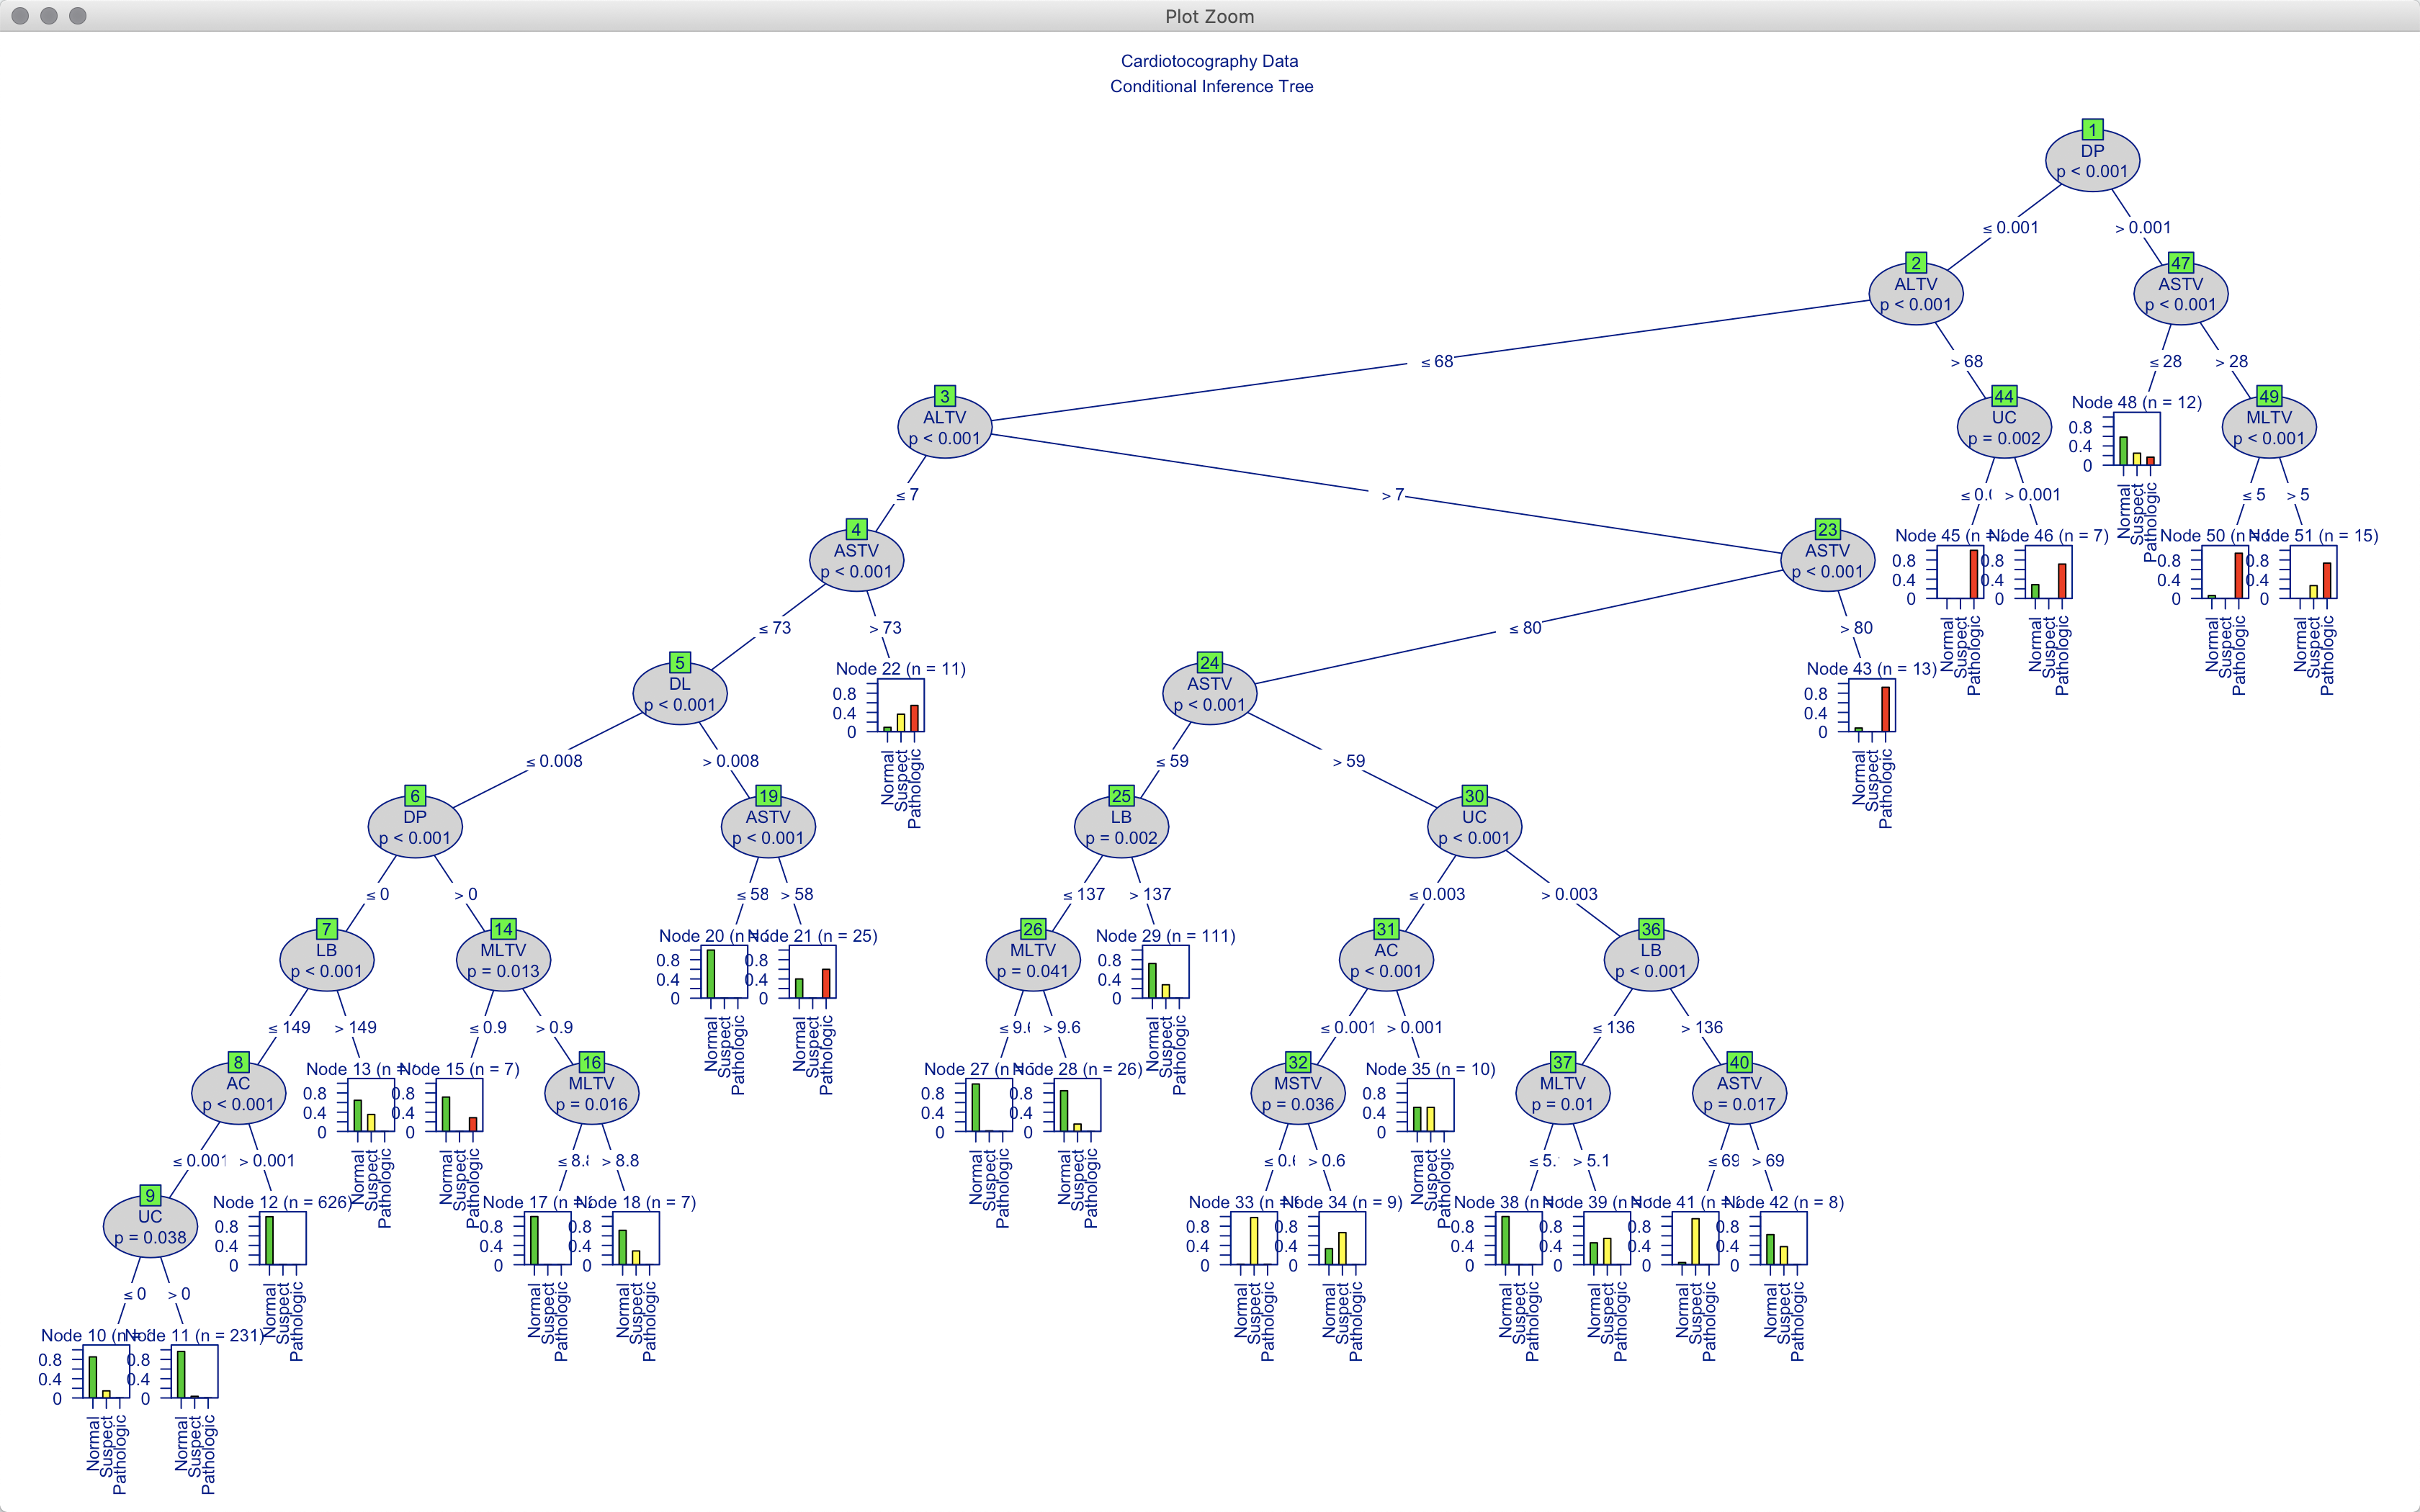 Plot Zoom
Cardiotocography Data
Conditional Inference Tree
1
DP
p < 0.001
≤ 0.001
> 0.001
2
ALTV
p < 0.001
47
ASTV
p < 0.001
≤ 68
> 68
≤ 28
> 28
3
ALTV
p < 0.001
44
UC
p = 0.002
Node 48 (n = 12)
0.8
0.4
0
Normal
Suspect
Pathologic
49
MLTV
p < 0.001
≤ 7
> 7
> 0.001
≤ 5
> 5
4
ASTV
p < 0.001
23
ASTV
p < 0.001
Node 45 (n =
0.8
0.4
0
Normal
Suspect
Pathologic
Node 46 (n = 7)
0.8
0.4
0
Normal
Suspect
Pathologic
Node 50 (n
0.8
0.4
0
Normal
Suspect
Pathologic
Node 51 (n = 15)
0.8
0.4
0
Normal
Suspect
Pathologic
≤ 73
> 73
≤ 80
> 80
5
DL
p < 0.001
Node 22 (n = 11)
0.8
0.4
0
Normal
Suspect
Pathologic
24
ASTV
p < 0.001
Node 43 (n = 13)
0.8
0.4
0
Normal
Suspect
Pathologic
≤ 0.008
> 0.008
≤ 59
> 59
6
DP
p < 0.001
19
ASTV
p < 0.001
25
LB
p = 0.002
30
UC
p < 0.001
≤ 0
> 0
≤ 58
> 58
≤ 137
> 137
≤ 0.003
> 0.003
7
LB
p < 0.001
14
MLTV
p = 0.013
Node 20 (n =
0.8
0.4
0
Normal
Suspect
Pathologic
Node 21 (n = 25)
0.8
0.4
0
Normal
Suspect
Pathologic
26
MLTV
p = 0.041
Node 29 (n = 111)
0.8
0.4
0
Normal
Suspect
Pathologic
31
AC
p < 0.001
36
LB
p < 0.001
≤ 149
> 149
≤ 0.9
> 0.9
> 9.6
≤ 0.001
> 0.001
≤ 136
> 136
8
AC
p < 0.001
Node 13 (n =
0.8
0.4
0
Normal
Suspect
Pathologic
Node 15 (n = 7)
0.8
0.4
0
Normal
Suspect
Pathologic
16
MLTV
p = 0.016
Node 27 (n
0.8
0.4
0
Normal
Suspect
Pathologic
Node 28 (n = 26)
0.8
0.4
0
Normal
Suspect
Pathologic
32
MSTV
p = 0.036
Node 35 (n = 10)
0.8
0.4
0
Normal
Suspect
Pathologic
37
MLTV
p = 0.01
40
ASTV
p = 0.017
≤ 0.001
> 0.001
> 8.8
> 0.6
> 5.1
≤ 69
> 69
9
UC
p = 0.038
Node 12 (n = 626)
0.8
0.4
0
Normal
Suspect
Pathologic
Node 17 (n =
0.8
0.4
0
Normal
Suspect
Pathologic
Node 18 (n = 7)
0.8
0.4
0
Normal
Suspect
Pathologic
Node 33 (n =
0.8
0.4
0
Normal
Suspect
Pathologic
Node 34 (n = 9)
0.8
0.4
0
Normal
Suspect
Pathologic
Node 38 (n
0.8
0.4
0
Normal
Suspect
Pathologic
Node 39 (n =
0.8
0.4
0
Normal
Suspect
Pathologic
Node 41 (n =
0.8
0.4
0
Normal
Suspect
Pathologic
Node 42 (n = 8)
0.8
0.4
0
Normal
Suspect
Pathologic
≤ 0
> 0
Node 10 (n =
0.8
0.4
0
Normal
Suspect
Pathologic
Node 11 (n = 231)
0.8
0.4
0
Normal
Suspect
Pathologic